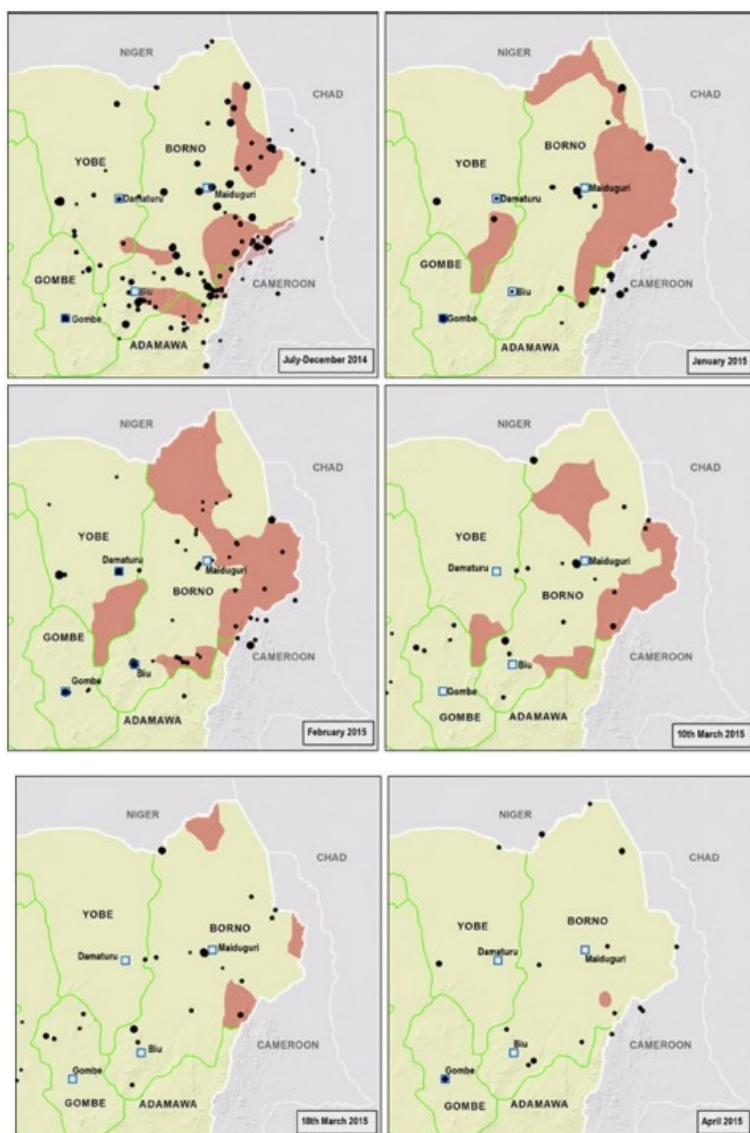 NIGER
CHAD
YOBE
BORNO
Damaturu
Maiduguri
GOMBE
Biu
CAMEROON
Gombe
ADAMAWA
July-December 2014
NIGER
CHAD
BORNO
YOBE
Damaturu
Maiduguri
GOMBE
CAMEROON
Biu
Gombe
ADAMAWA
January 2015
NIGER
CHAD
YOBE
Damaturu
Maiduguri
BORNO
GOMBE
CAMEROON
Biu
Gombe
ADAMAWA
February 2015
NIGER
CHAD
YOBE
Maiduguri
Damaturu
BORNO
CAMEROON
Biu
Gombe
GOMBE
ADAMAWA
10th March 2015
NIGER
CHAD
YOBE
BORNO
Maiduguri
Damaturu
CAMEROON
Biu
Gombe
GOMBE
ADAMAWA
18th March 2015
NIGER
CHAD
YOBE
BORNO
Damaturu
Maiduguri
CAMEROON
Biu
Gombe
GOMBE
ADAMAWA
April 2015